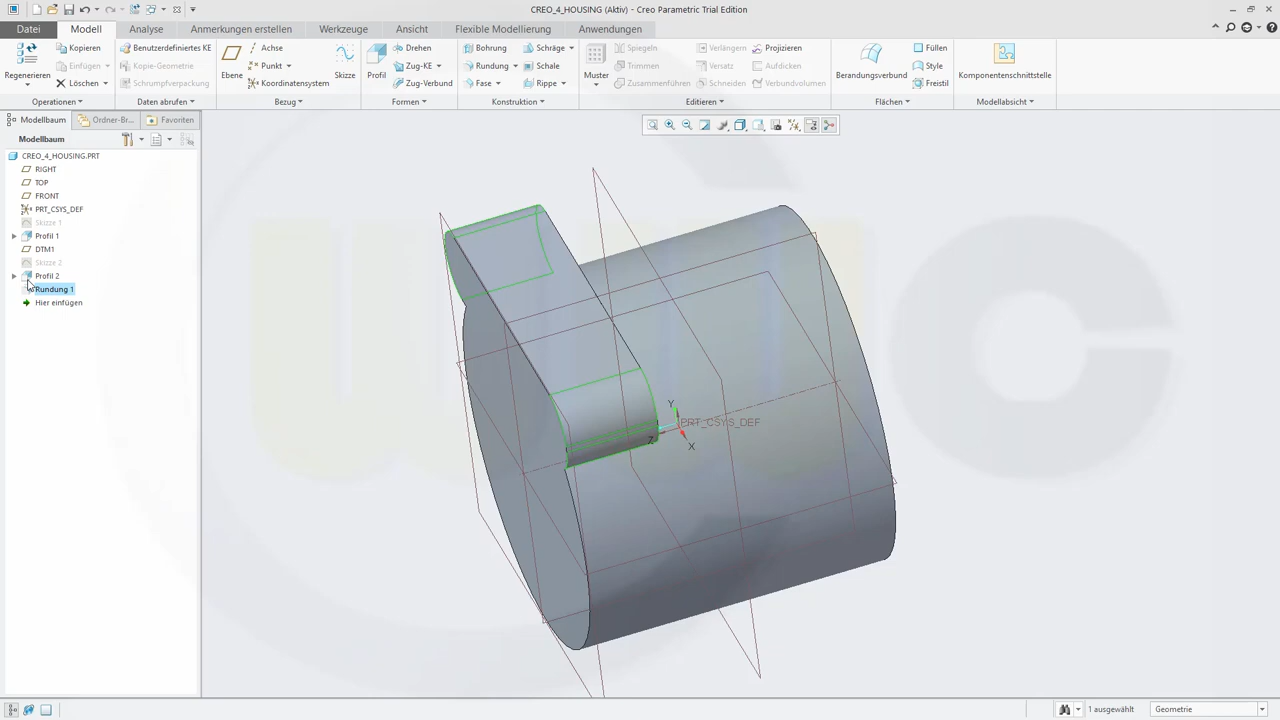 CREO_4_HOUSING (Aktiv) - Creo Parametric Trial Edition
Datei Modell Analyse Anmerkungen erstellen Werkzeuge Ansicht Flexible Modellierung Anwendungen
Regenerieren Kopieren Einfügen Löschen
Operationen
Benutzerdefiniertes KE Kopie-Geometrie Schrumpfverpackung
Daten abrufen
Ebene Achse Punkt Koordinatensystem Skizze
Bezug
Profil Drehen Zug-KE Zug-Verbund
Formen
Bohrung Rundung Fase Schräge Schale Rippe
Konstruktion
Muster Spiegeln Trimmen Zusammenführen Verlängern Versatz Schneiden Projizieren Aufdicken Verbundvolumen
Editieren
Berandungsverbund Füllen Style Freistil
Flächen
Komponentenschnittstelle
Modellabsicht
Modellbaum Ordner-Br... Favoriten
Modellbaum
CREO_4_HOUSING.PRT
RIGHT
TOP
FRONT
PRT_CSYS_DEF
Skizze 1
Profil 1
DTM1
Skizze 2
Profil 2
Rundung 1
Hier einfügen
Y
PRT_CSYS_DEF
Z
X
1 ausgewählt Geometrie